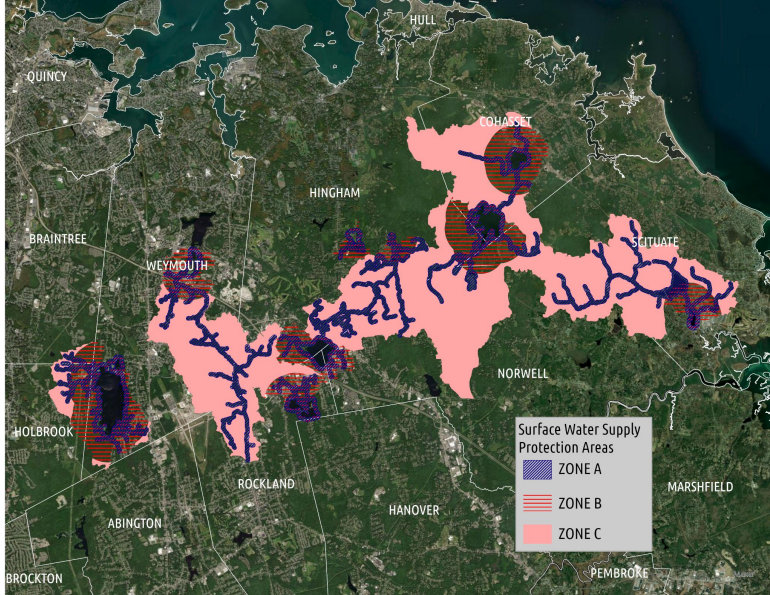 HULL
QUINCY
COHASSET
HINGHAM
BRAINTREE
SCITUATE
WEYMOUTH
NORWELL
HOLBROOK
Surface Water Supply
Protection Areas
ZONE A
ZONE B
ZONE C
ROCKLAND
MARSHFIELD
HANOVER
ABINGTON
BROCKTON
PEMBROKE